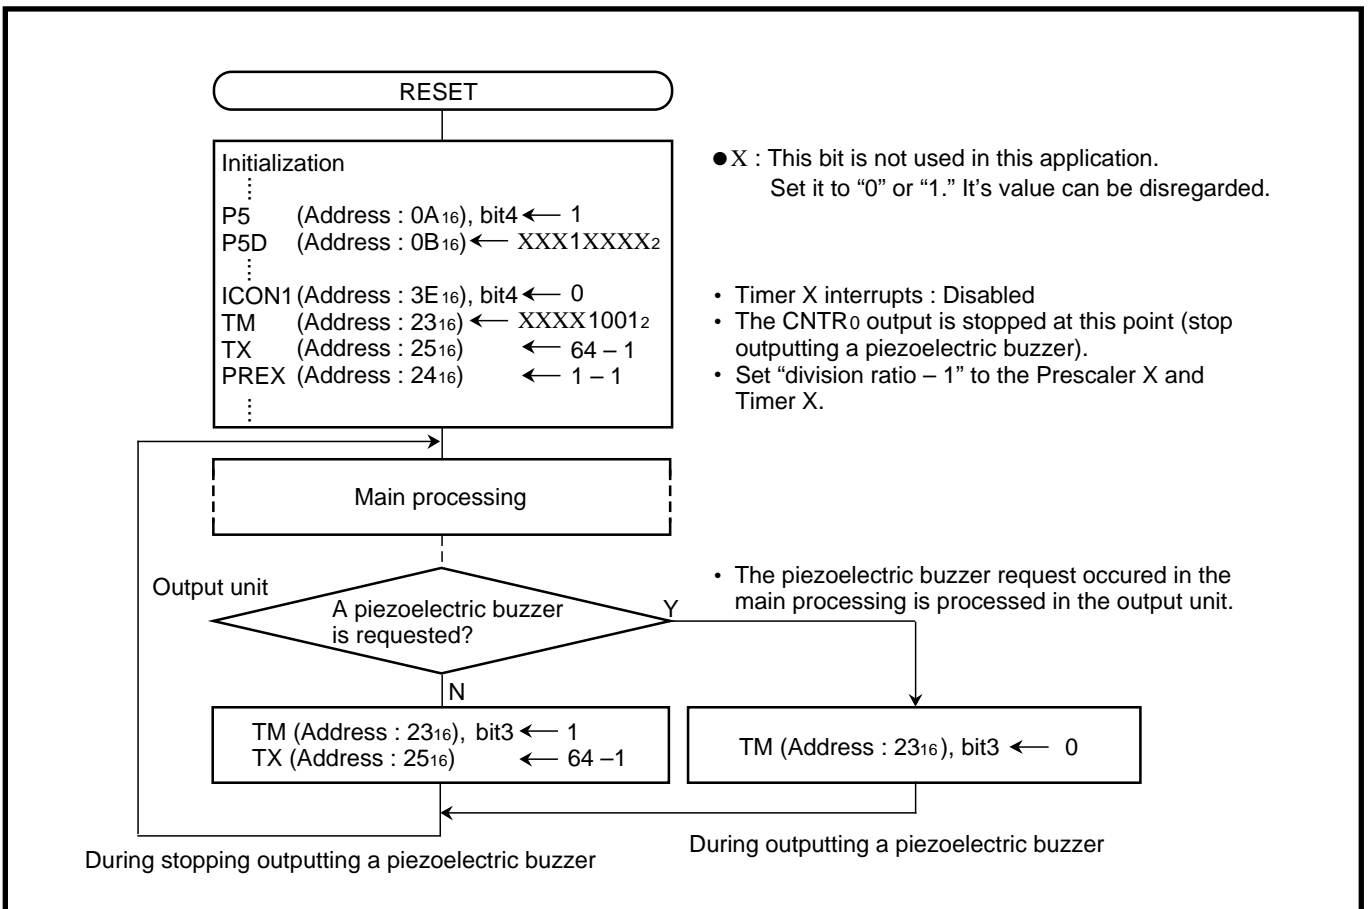 RESET
Initialization
P5 (Address : 0A16), bit4 ← 1
P5D (Address : 0B16) ← XXX1XXXX2
ICON1 (Address : 3E16), bit4 ← 0
TM (Address : 2316) ← XXXX10012
TX (Address : 2516) ← 64 – 1
PREX (Address : 2416) ← 1 – 1
●X : This bit is not used in this application.
Set it to “0” or “1.” It’s value can be disregarded.
• Timer X interrupts : Disabled
• The CNTR0 output is stopped at this point (stop
outputting a piezoelectric buzzer).
• Set “division ratio – 1” to the Prescaler X and
Timer X.
Main processing
Output unit
A piezoelectric buzzer
is requested?
Y
N
• The piezoelectric buzzer request occured in the
main processing is processed in the output unit.
TM (Address : 2316), bit3 ← 1
TX (Address : 2516) ← 64 –1
TM (Address : 2316), bit3 ← 0
During stopping outputting a piezoelectric buzzer
During outputting a piezoelectric buzzer